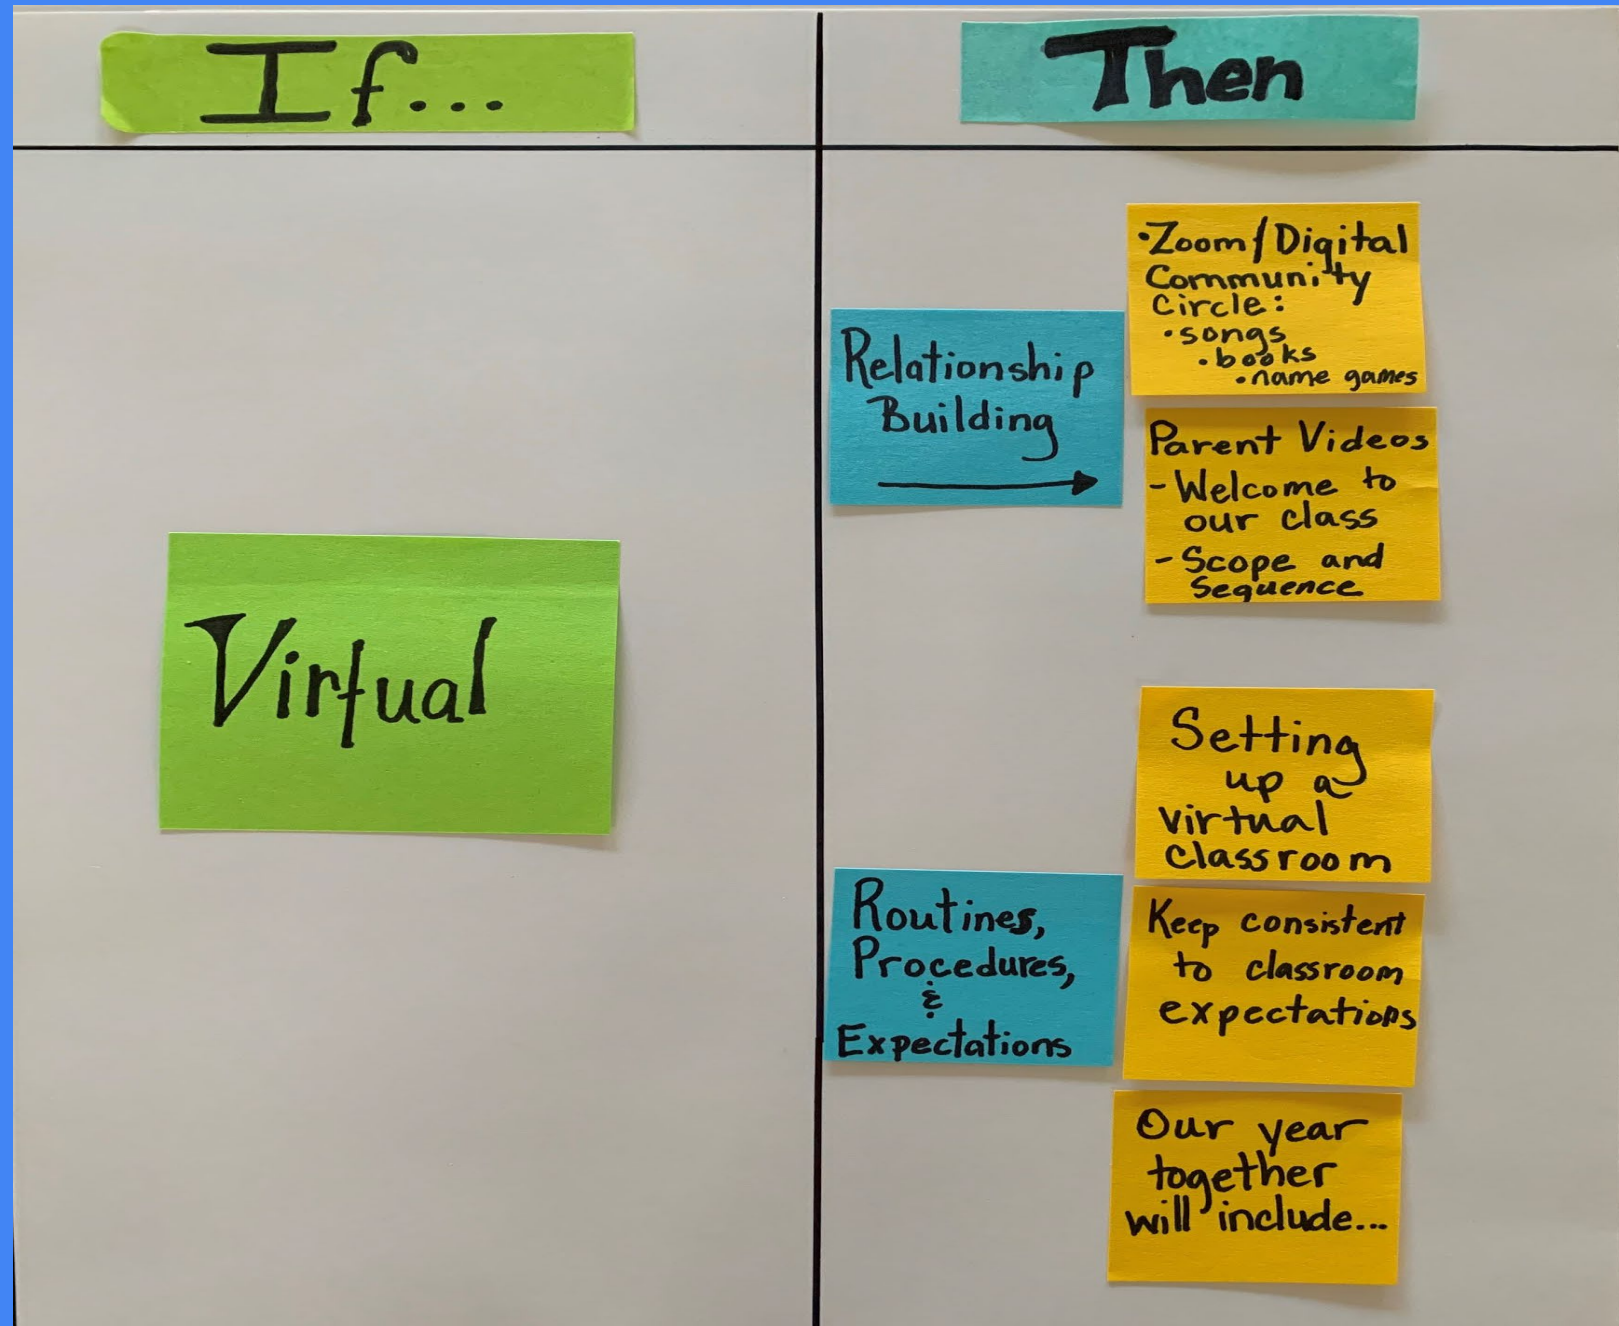 If...
Then
Virtual
Relationship
Building
•Zoom/Digital
Community
Circle:
•songs
•books
•name games
Parent Videos
- Welcome to
our class
- Scope and
Sequence
Routines,
Procedures,
&
Expectations
Setting
up a
virtual
classroom
Keep consistent
to classroom
expectations
Our year
together
will include...